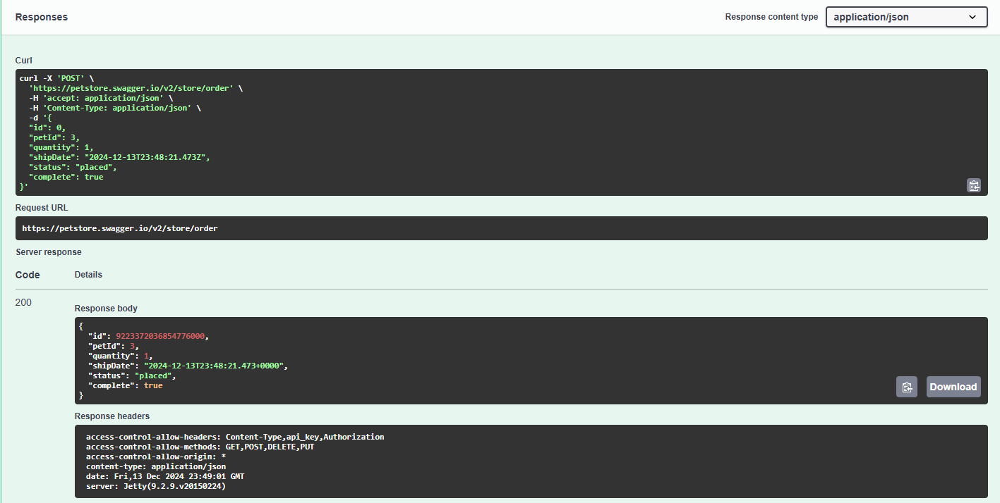 Responses
Response content type application/json
Curl
curl -X 'POST' \
  'https://petstore.swagger.io/v2/store/order' \
  -H 'accept: application/json' \
  -H 'Content-Type: application/json' \
  -d '{
  "id": 0,
  "petId": 3,
  "quantity": 1,
  "shipDate": "2024-12-13T23:48:21.473Z",
  "status": "placed",
  "complete": true
}'
Request URL
https://petstore.swagger.io/v2/store/order
Server response
Code Details
200
Response body
{
  "id": 9223372036854776000,
  "petId": 3,
  "quantity": 1,
  "shipDate": "2024-12-13T23:48:21.473+0000",
  "status": "placed",
  "complete": true
}
Download
Response headers
access-control-allow-headers: Content-Type,api_key,Authorization
access-control-allow-methods: GET,POST,DELETE,PUT
access-control-allow-origin: *
content-type: application/json
date: Fri,13 Dec 2024 23:49:01 GMT
server: Jetty(9.2.9.v20150224)